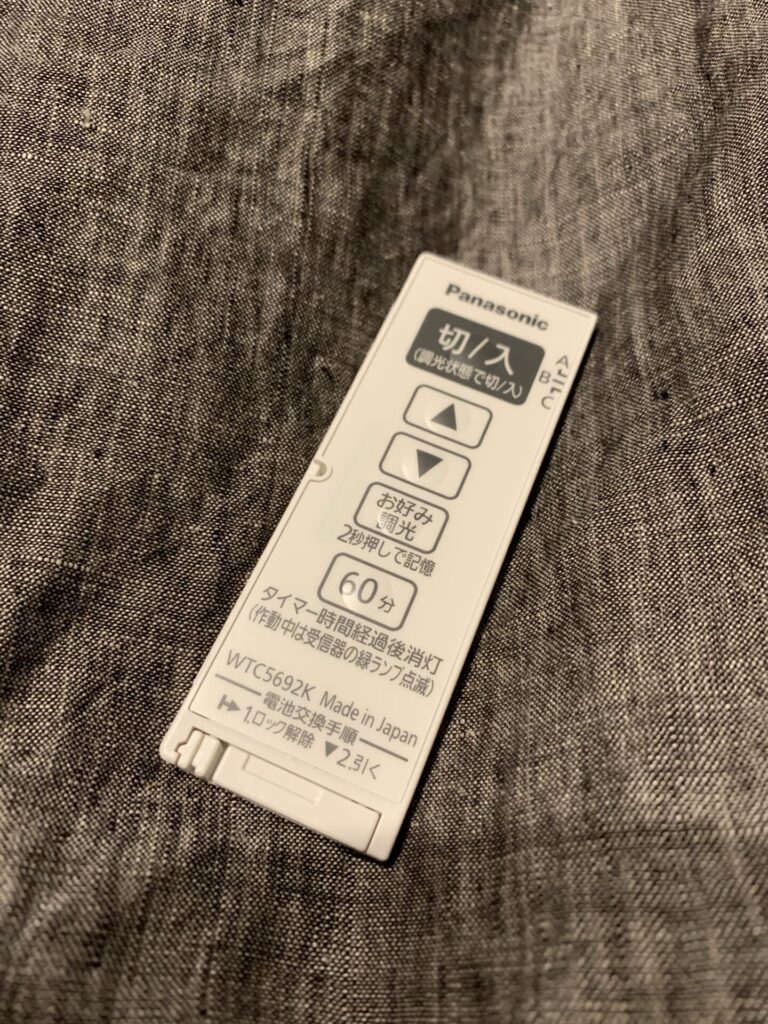 Panasonic
切/入
(調光状態で切/入)
A
B
C
▲
▼
お好み
調光
2秒押しで記憶
60分
タイマー時間経過後消灯
(作動中は受信器の緑ランプ点滅)
WTC5692K Made in Japan
電池交換手順
1.ロック解除 ▼2.引く